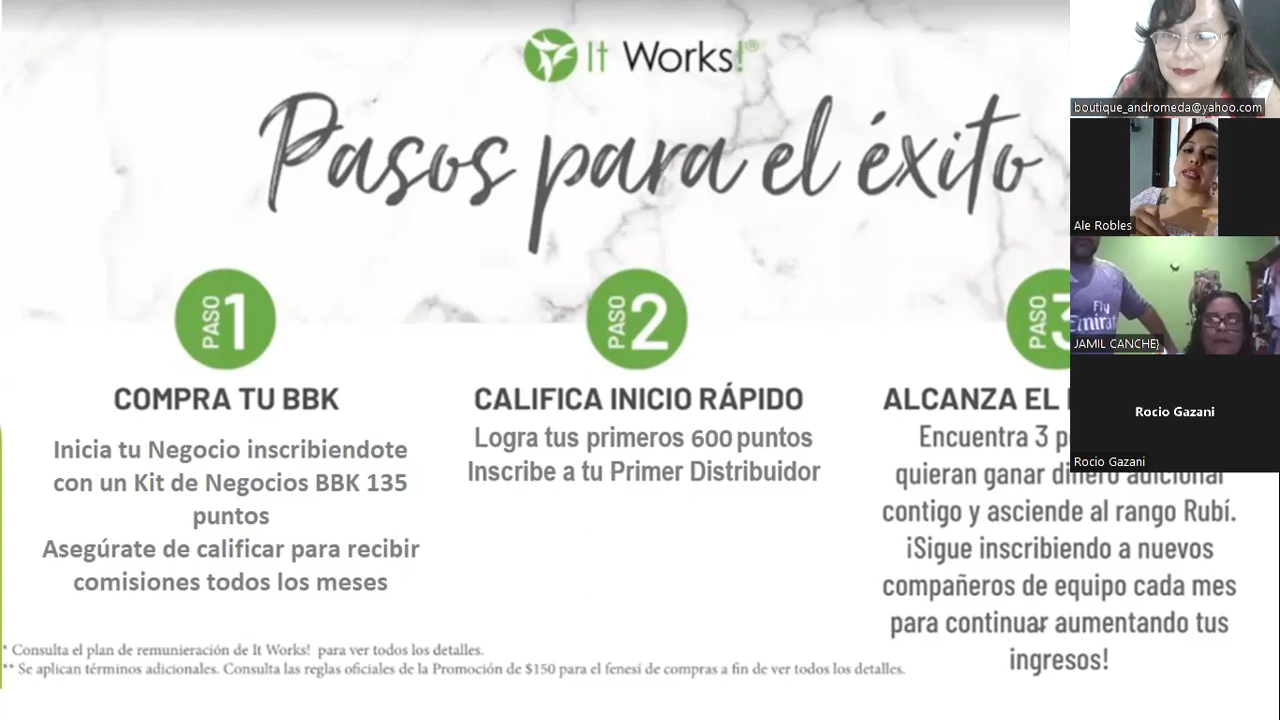 It Works!®
Pasos para el éxito
PASO 1
COMPRA TU BBK
Inicia tu Negocio inscribiendote
con un Kit de Negocios BBK 135
puntos
Asegúrate de calificar para recibir
comisiones todos los meses
PASO 2
CALIFICA INICIO RÁPIDO
Logra tus primeros 600 puntos
Inscribe a tu Primer Distribuidor
PASO 3
ALCANZA EL
Encuentra 3
quieran ganar dinero adicional
contigo y asciende al rango Rubí.
¡Sigue inscribiendo a nuevos
compañeros de equipo cada mes
para continuar aumentando tus
ingresos!
* Consulta el plan de remunieración de It Works! para ver todos los detalles.
** Se aplican términos adicionales. Consulta las reglas oficiales de la Promoción de $150 para el fenesí de compras a fin de ver todos los detalles.
boutique_andromeda@yahoo.com
Ale Robles
Fly
Emirates
JAMIL CANCHE)
Rocio Gazani
Rocio Gazani